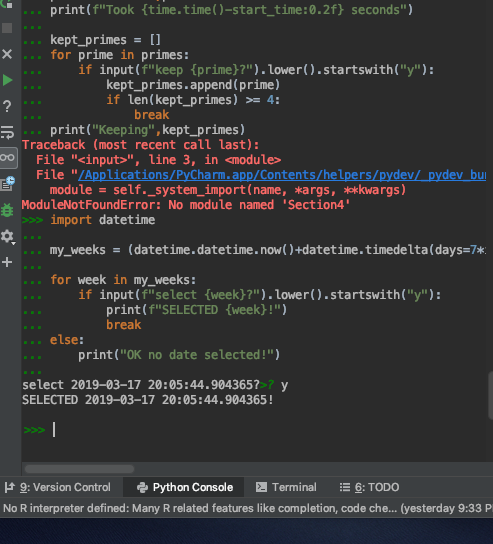 ... print(f"Took {time.time()-start_time:0.2f} seconds")
...
... kept_primes = []
... for prime in primes:
...     if input(f"keep {prime}?").lower().startswith("y"):
...         kept_primes.append(prime)
...         if len(kept_primes) >= 4:
...             break
... print("Keeping",kept_primes)
Traceback (most recent call last):
  File "<input>", line 3, in <module>
  File "/Applications/PyCharm.app/Contents/helpers/pydev/_pydev_bu
    module = self._system_import(name, *args, **kwargs)
ModuleNotFoundError: No module named 'Section4'
>>> import datetime
...
... my_weeks = (datetime.datetime.now()+datetime.timedelta(days=7*
...
... for week in my_weeks:
...     if input(f"select {week}?").lower().startswith("y"):
...         print(f"SELECTED {week}!")
...         break
... else:
...     print("OK no date selected!")
...
select 2019-03-17 20:05:44.904365?>? y
SELECTED 2019-03-17 20:05:44.904365!
>>>
9: Version Control Python Console Terminal 6: TODO
No R interpreter defined: Many R related features like completion, code che... (yesterday 9:33 P